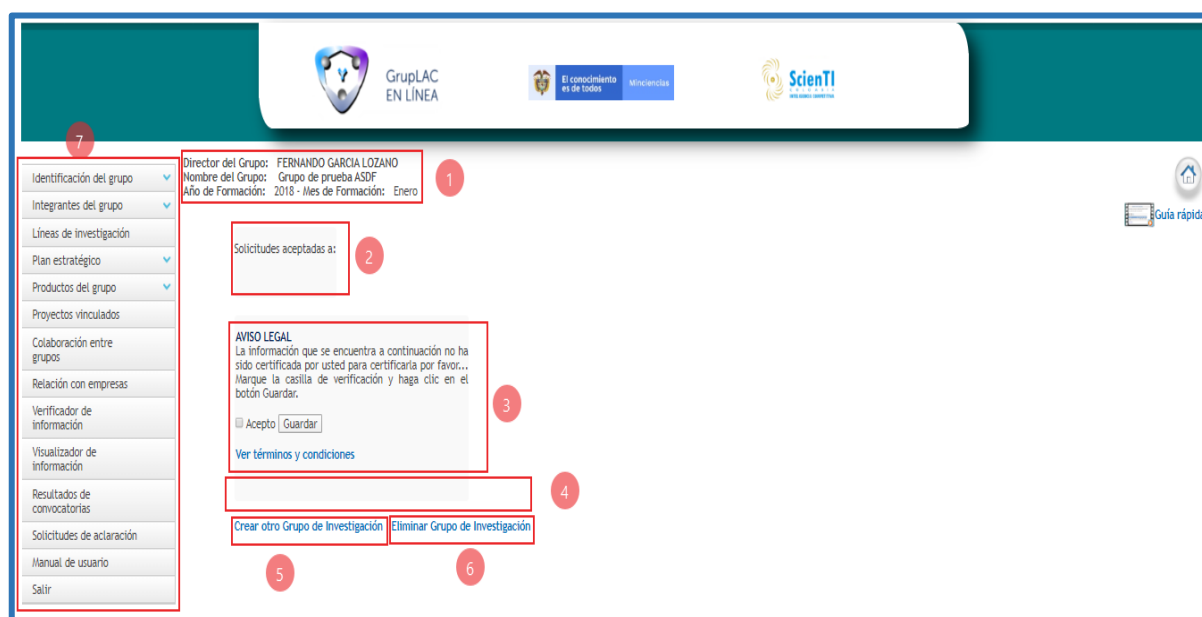 GrupLAC
EN LÍNEA
El conocimiento
es de todos
Minciencias
ScienTI
7
Identificación del grupo
Integrantes del grupo
Líneas de investigación
Plan estratégico
Productos del grupo
Proyectos vinculados
Colaboración entre
grupos
Relación con empresas
Verificador de
información
Visualizador de
información
Resultados de
convocatorias
Solicitudes de aclaración
Manual de usuario
Salir
Director del Grupo: FERNANDO GARCIA LOZANO
Nombre del Grupo: Grupo de prueba ASDF
Año de Formación: 2018 - Mes de Formación: Enero
1
Guía rápida
Solicitudes aceptadas a:
2
AVISO LEGAL
La información que se encuentra a continuación no ha
sido certificada por usted para certificarla por favor...
Marque la casilla de verificación y haga clic en el
botón Guardar.
Acepto Guardar
Ver términos y condiciones
3
4
Crear otro Grupo de Investigación Eliminar Grupo de Investigación
5
6